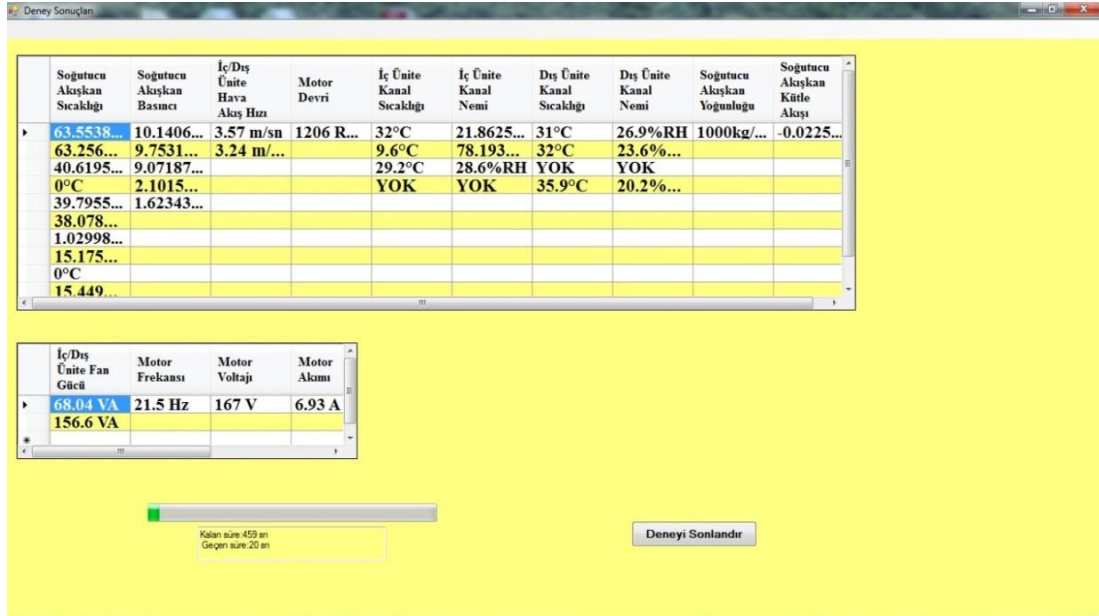 Deney Sonuçları
Soğutucu Akışkan Sıcaklığı Soğutucu Akışkan Basıncı İç/Dış Ünite Hava Akış Hızı Motor Devri İç Ünite Kanal Sıcaklığı İç Ünite Kanal Nemi Dış Ünite Kanal Sıcaklığı Dış Ünite Kanal Nemi Soğutucu Akışkan Yoğunluğu Soğutucu Akışkan Kütle Akışı
63.5538... 10.1406... 3.57 m/sn 1206 R... 32°C 21.8625... 31°C 26.9%RH 1000kg/... -0.0225...
63.256... 9.7531... 3.24 m/... 9.6°C 78.193... 32°C 23.6%...
40.6195... 9.07187... 29.2°C 28.6%RH YOK YOK
0°C 2.1015... YOK YOK 35.9°C 20.2%...
39.7955... 1.62343...
38.078...
1.02998...
15.175...
0°C
15.449...
İç/Dış Ünite Fan Gücü Motor Frekansı Motor Voltajı Motor Akımı
68.04 VA 21.5 Hz 167 V 6.93 A
156.6 VA
Kalan süre:459 sn
Geçen süre:20 sn
Deneyi Sonlandır